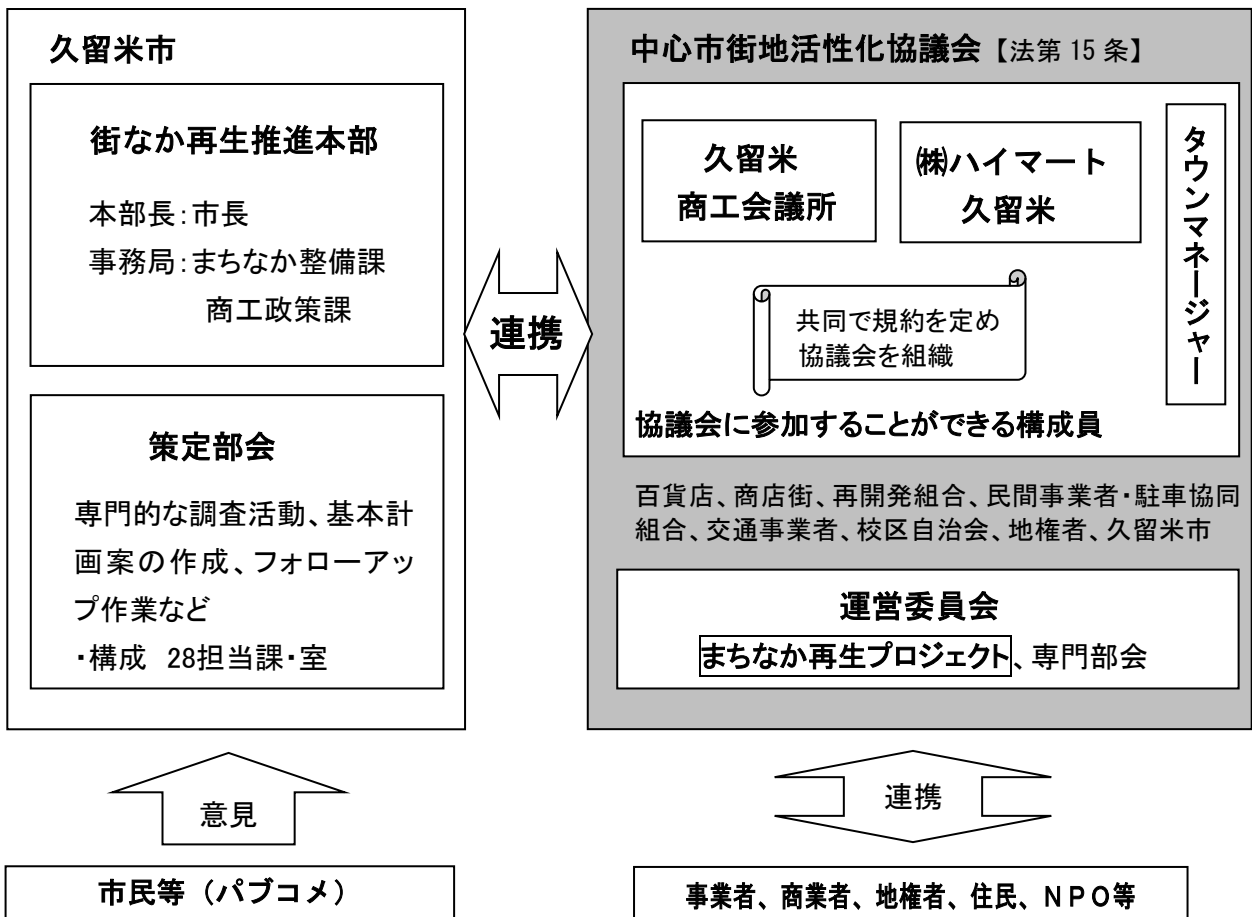 久留米市
街なか再生推進本部
本部長：市長
事務局：まちなか整備課
商工政策課
策定部会
専門的な調査活動、基本計
画案の作成、フォローアッ
プ作業など
・構成　28担当課・室
意見
市民等（パブコメ）
連携
中心市街地活性化協議会【法第15条】
久留米
商工会議所
㈱ハイマート
久留米
タウンマネージャー
共同で規約を定め
協議会を組織
協議会に参加することができる構成員
百貨店、商店街、再開発組合、民間事業者・駐車協同
組合、交通事業者、校区自治会、地権者、久留米市
運営委員会
まちなか再生プロジェクト、専門部会
連携
事業者、商業者、地権者、住民、ＮＰＯ等